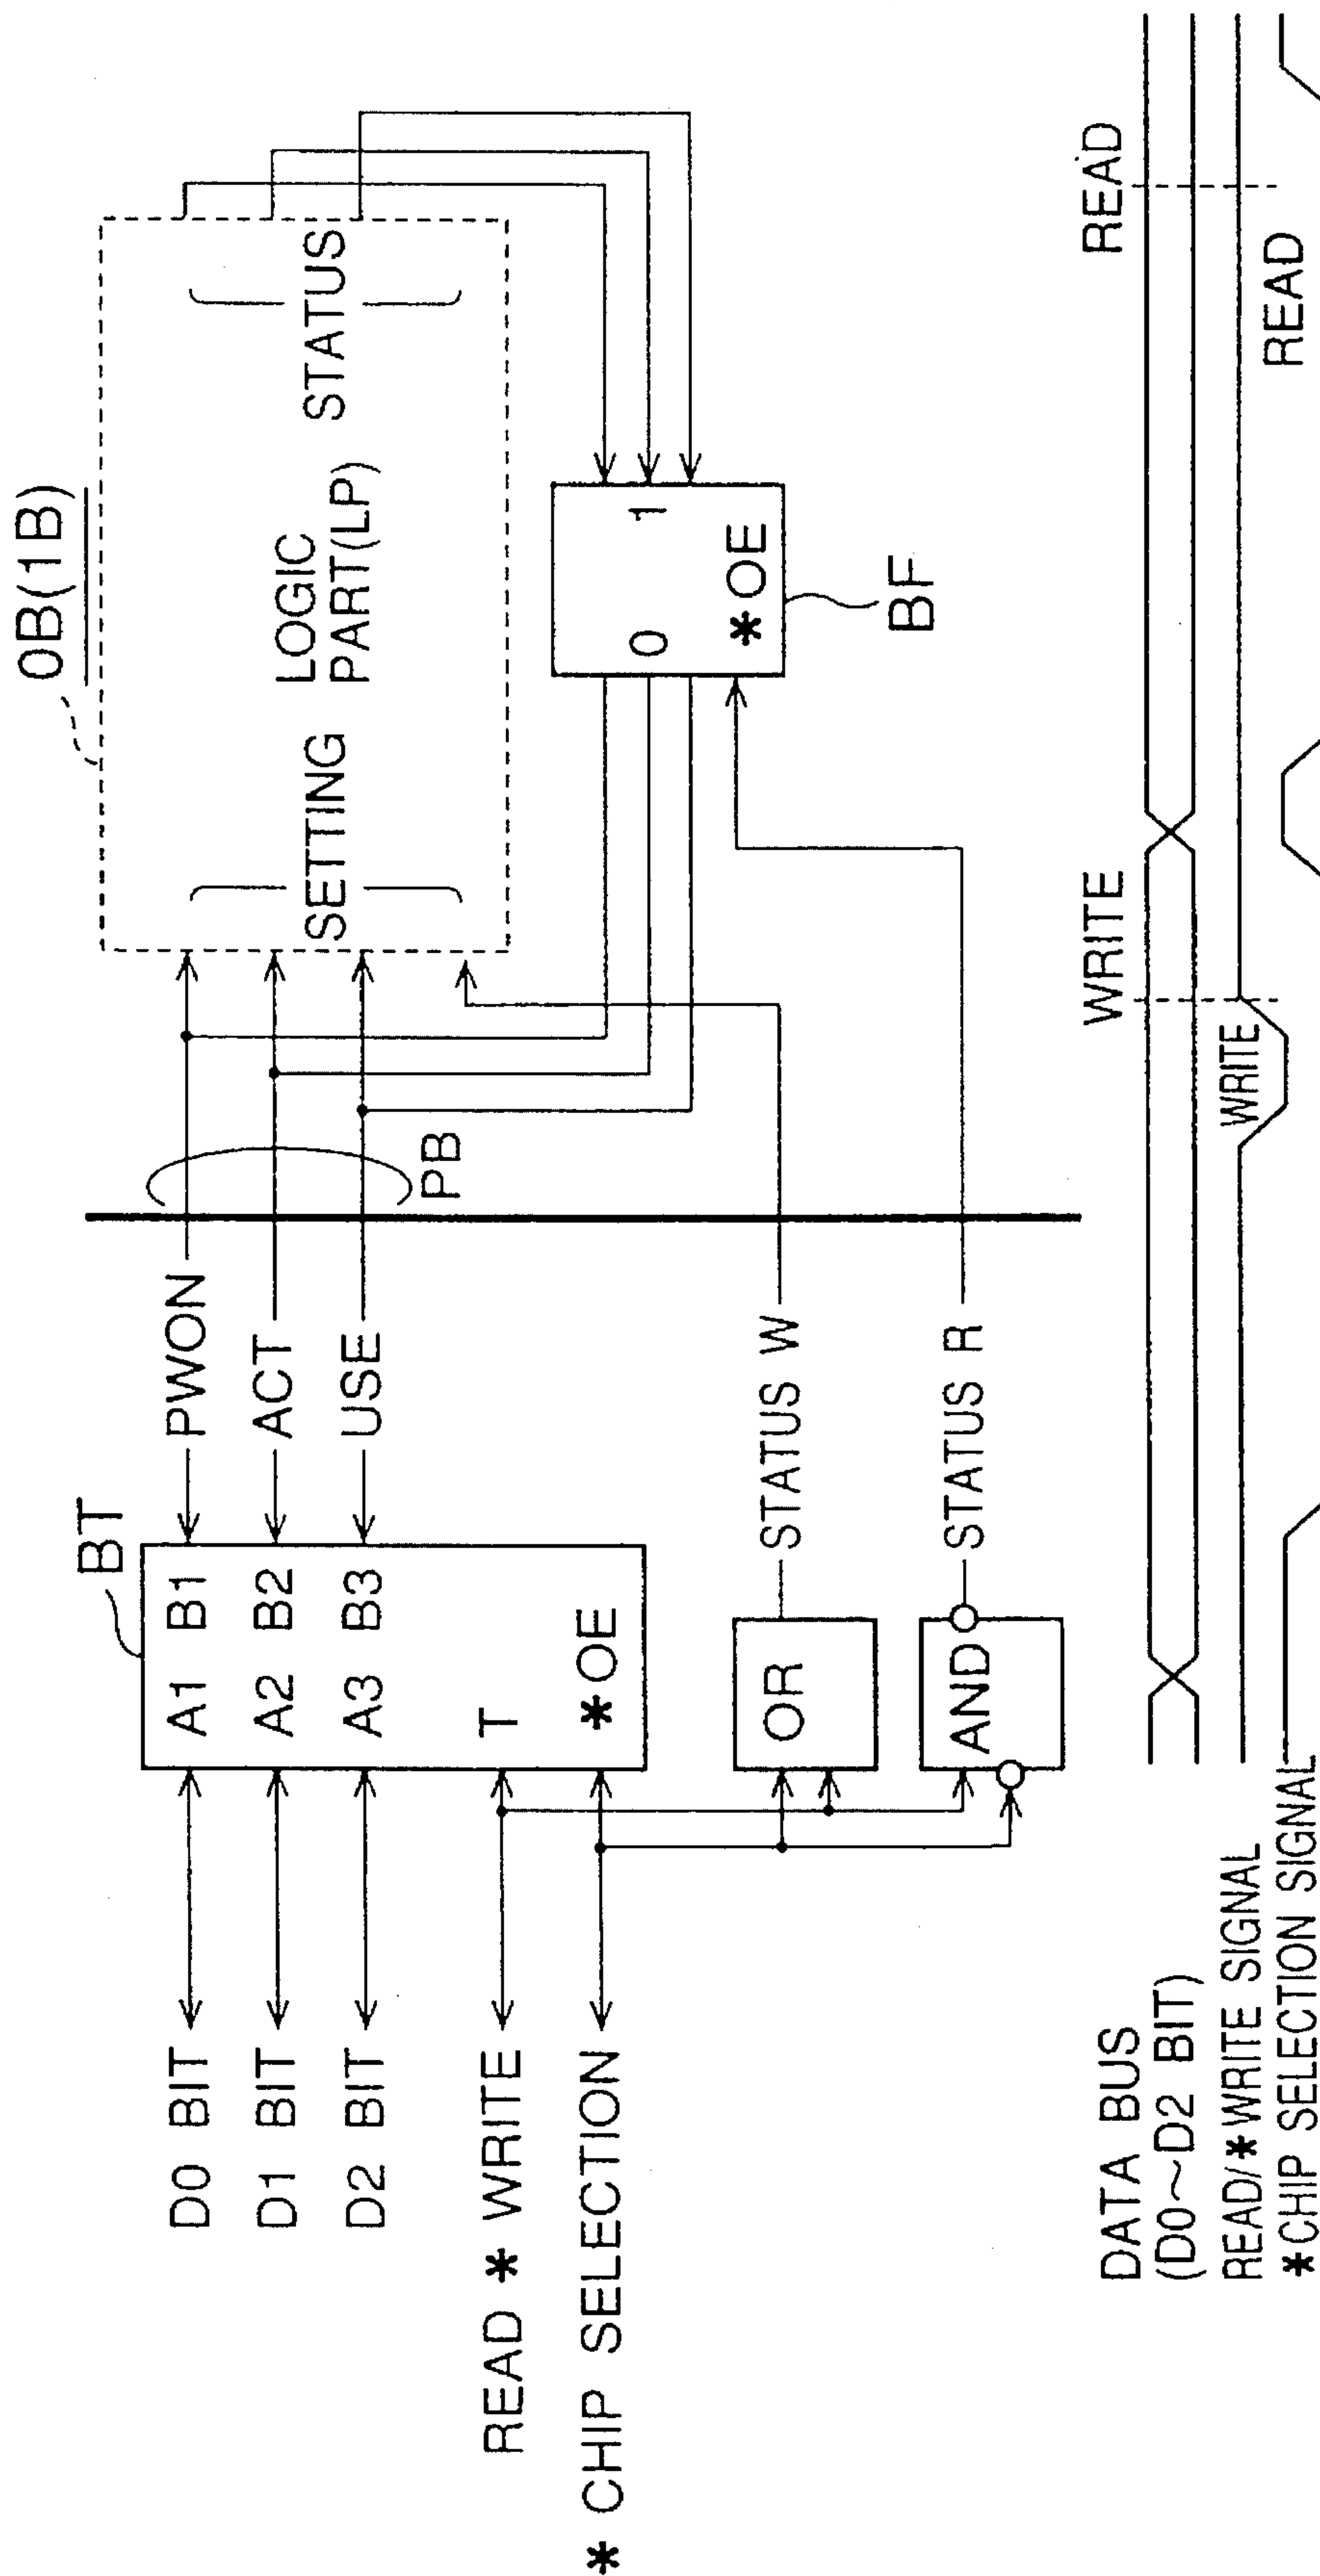 0B(1B)
BT
D0 BIT
A1 B1
PWON
D1 BIT
A2 B2
ACT
D2 BIT
A3 B3
USE
SETTING
LOGIC
PART(LP)
STATUS
PB
READ * WRITE
T
* CHIP SELECTION
*OE
0 1
*OE
BF
OR
STATUS W
AND
STATUS R
DATA BUS
(D0~D2 BIT)
WRITE
READ
READ/*WRITE SIGNAL
WRITE
READ
*CHIP SELECTION SIGNAL